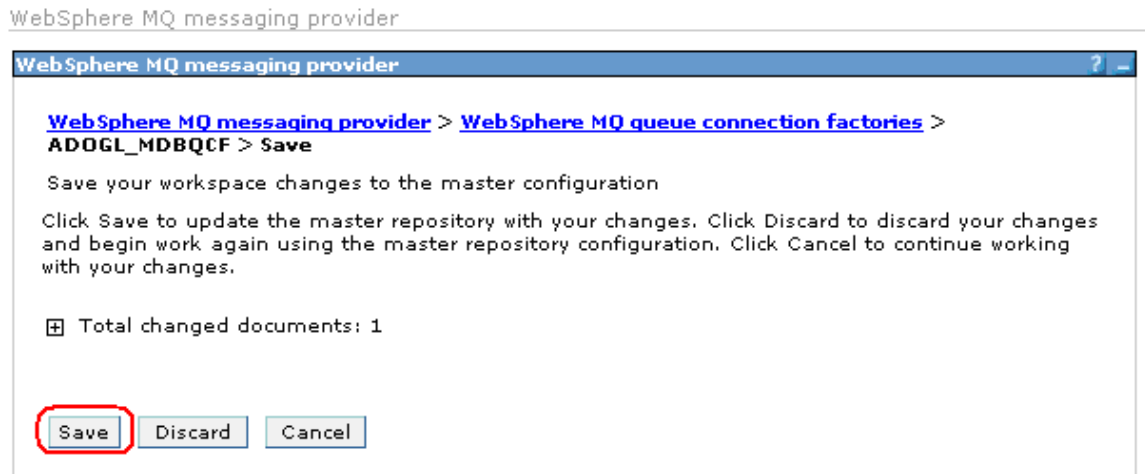 WebSphere MQ messaging provider
WebSphere MQ messaging provider ? _
WebSphere MQ messaging provider > WebSphere MQ queue connection factories >
ADOGL_MDBQCF > Save
Save your workspace changes to the master configuration
Click Save to update the master repository with your changes. Click Discard to discard your changes
and begin work again using the master repository configuration. Click Cancel to continue working
with your changes.
Total changed documents: 1
Save Discard Cancel